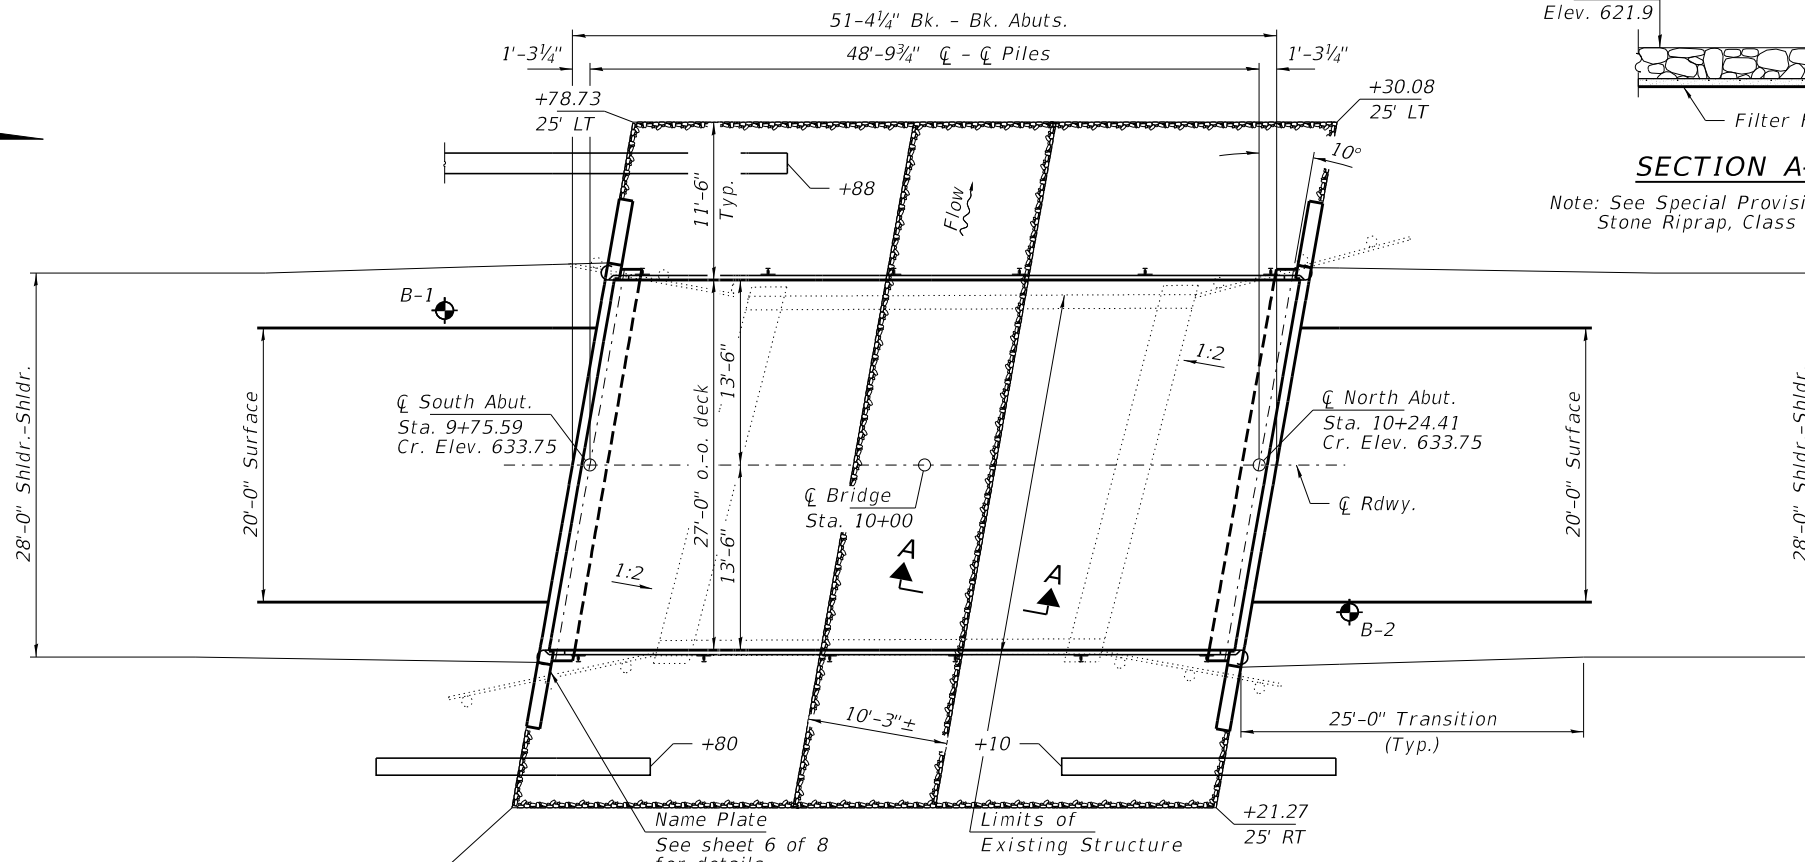 51-4¼" Bk. - Bk. Abuts.
1'-3¼"
48'-9¾" ℄ - ℄ Piles
1'-3¼"
Elev. 621.9
+78.73
25' LT
+30.08
25' LT
Filter
SECTION A-
Note: See Special
Stone Riprap, Class
+88
11'-6"
Typ.
Flow
10°
B-1
1:2
28'-0" Shldr.-Shldr.
20'-0" Surface
℄ South Abut.
Sta. 9+75.59
Cr. Elev. 633.75
27'-0" o.-o. deck
13'-6"
13'-6"
℄ Bridge
Sta. 10+00
℄ North Abut.
Sta. 10+24.41
Cr. Elev. 633.75
℄ Rdwy.
20'-0" Surface
28'-0" Shldr.-Shldr
1:2
A
A
B-2
10'-3"±
25'-0" Transition
(Typ.)
+80
+10
+21.27
25' RT
Name Plate
See sheet 6 of 8
for details
Limits of
Existing Structure